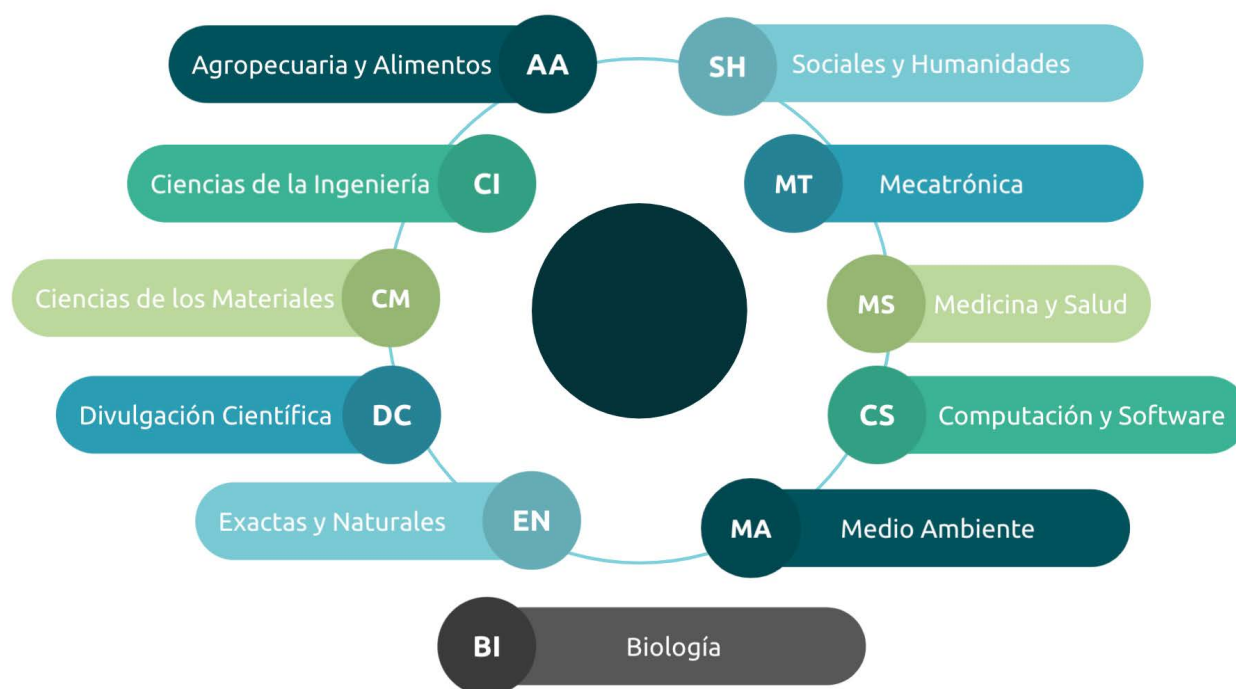 Agropecuaria y Alimentos AA
SH Sociales y Humanidades
Ciencias de la Ingeniería CI
MT Mecatrónica
Ciencias de los Materiales CM
MS Medicina y Salud
Divulgación Científica DC
CS Computación y Software
Exactas y Naturales EN
MA Medio Ambiente
BI Biología